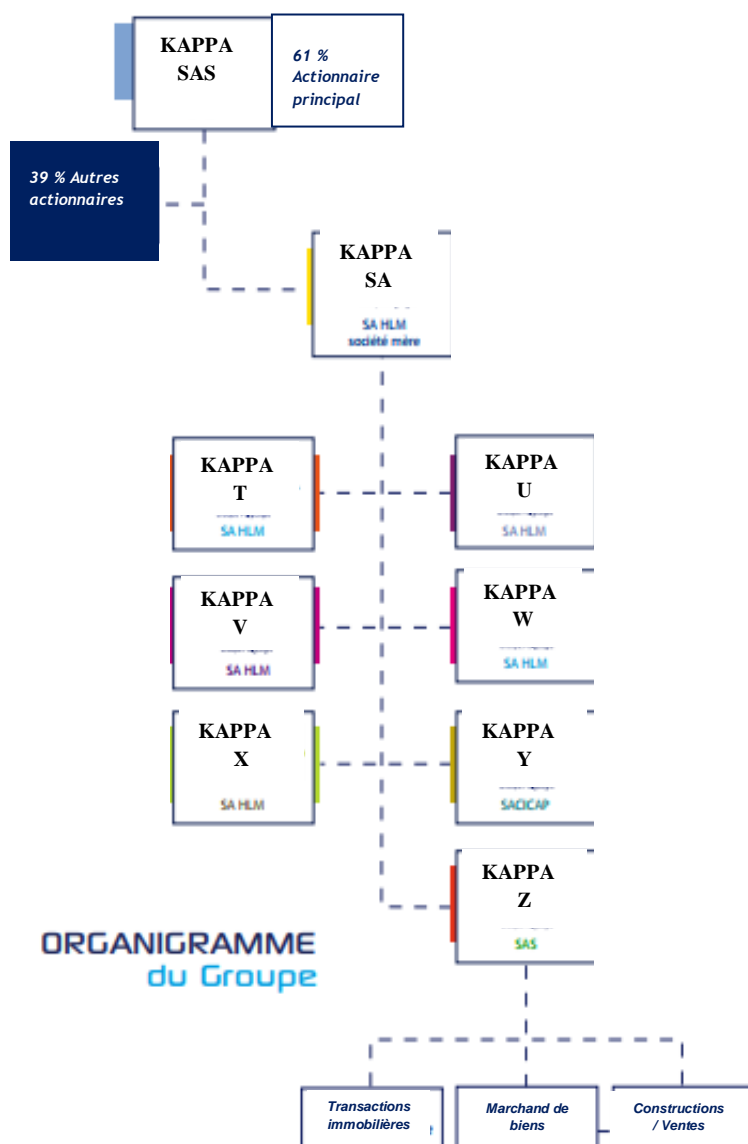 KAPPA
SAS
61 %
Actionnaire
principal
39 % Autres
actionnaires
KAPPA
SA
SA HLM
société mère
KAPPA
T
SA HLM
KAPPA
U
SA HLM
KAPPA
V
SA HLM
KAPPA
W
SA HLM
KAPPA
X
SA HLM
KAPPA
Y
SACICAP
KAPPA
Z
SAS
ORGANIGRAMME
du Groupe
Transactions
immobilières
Marchand de
biens
Constructions
/ Ventes